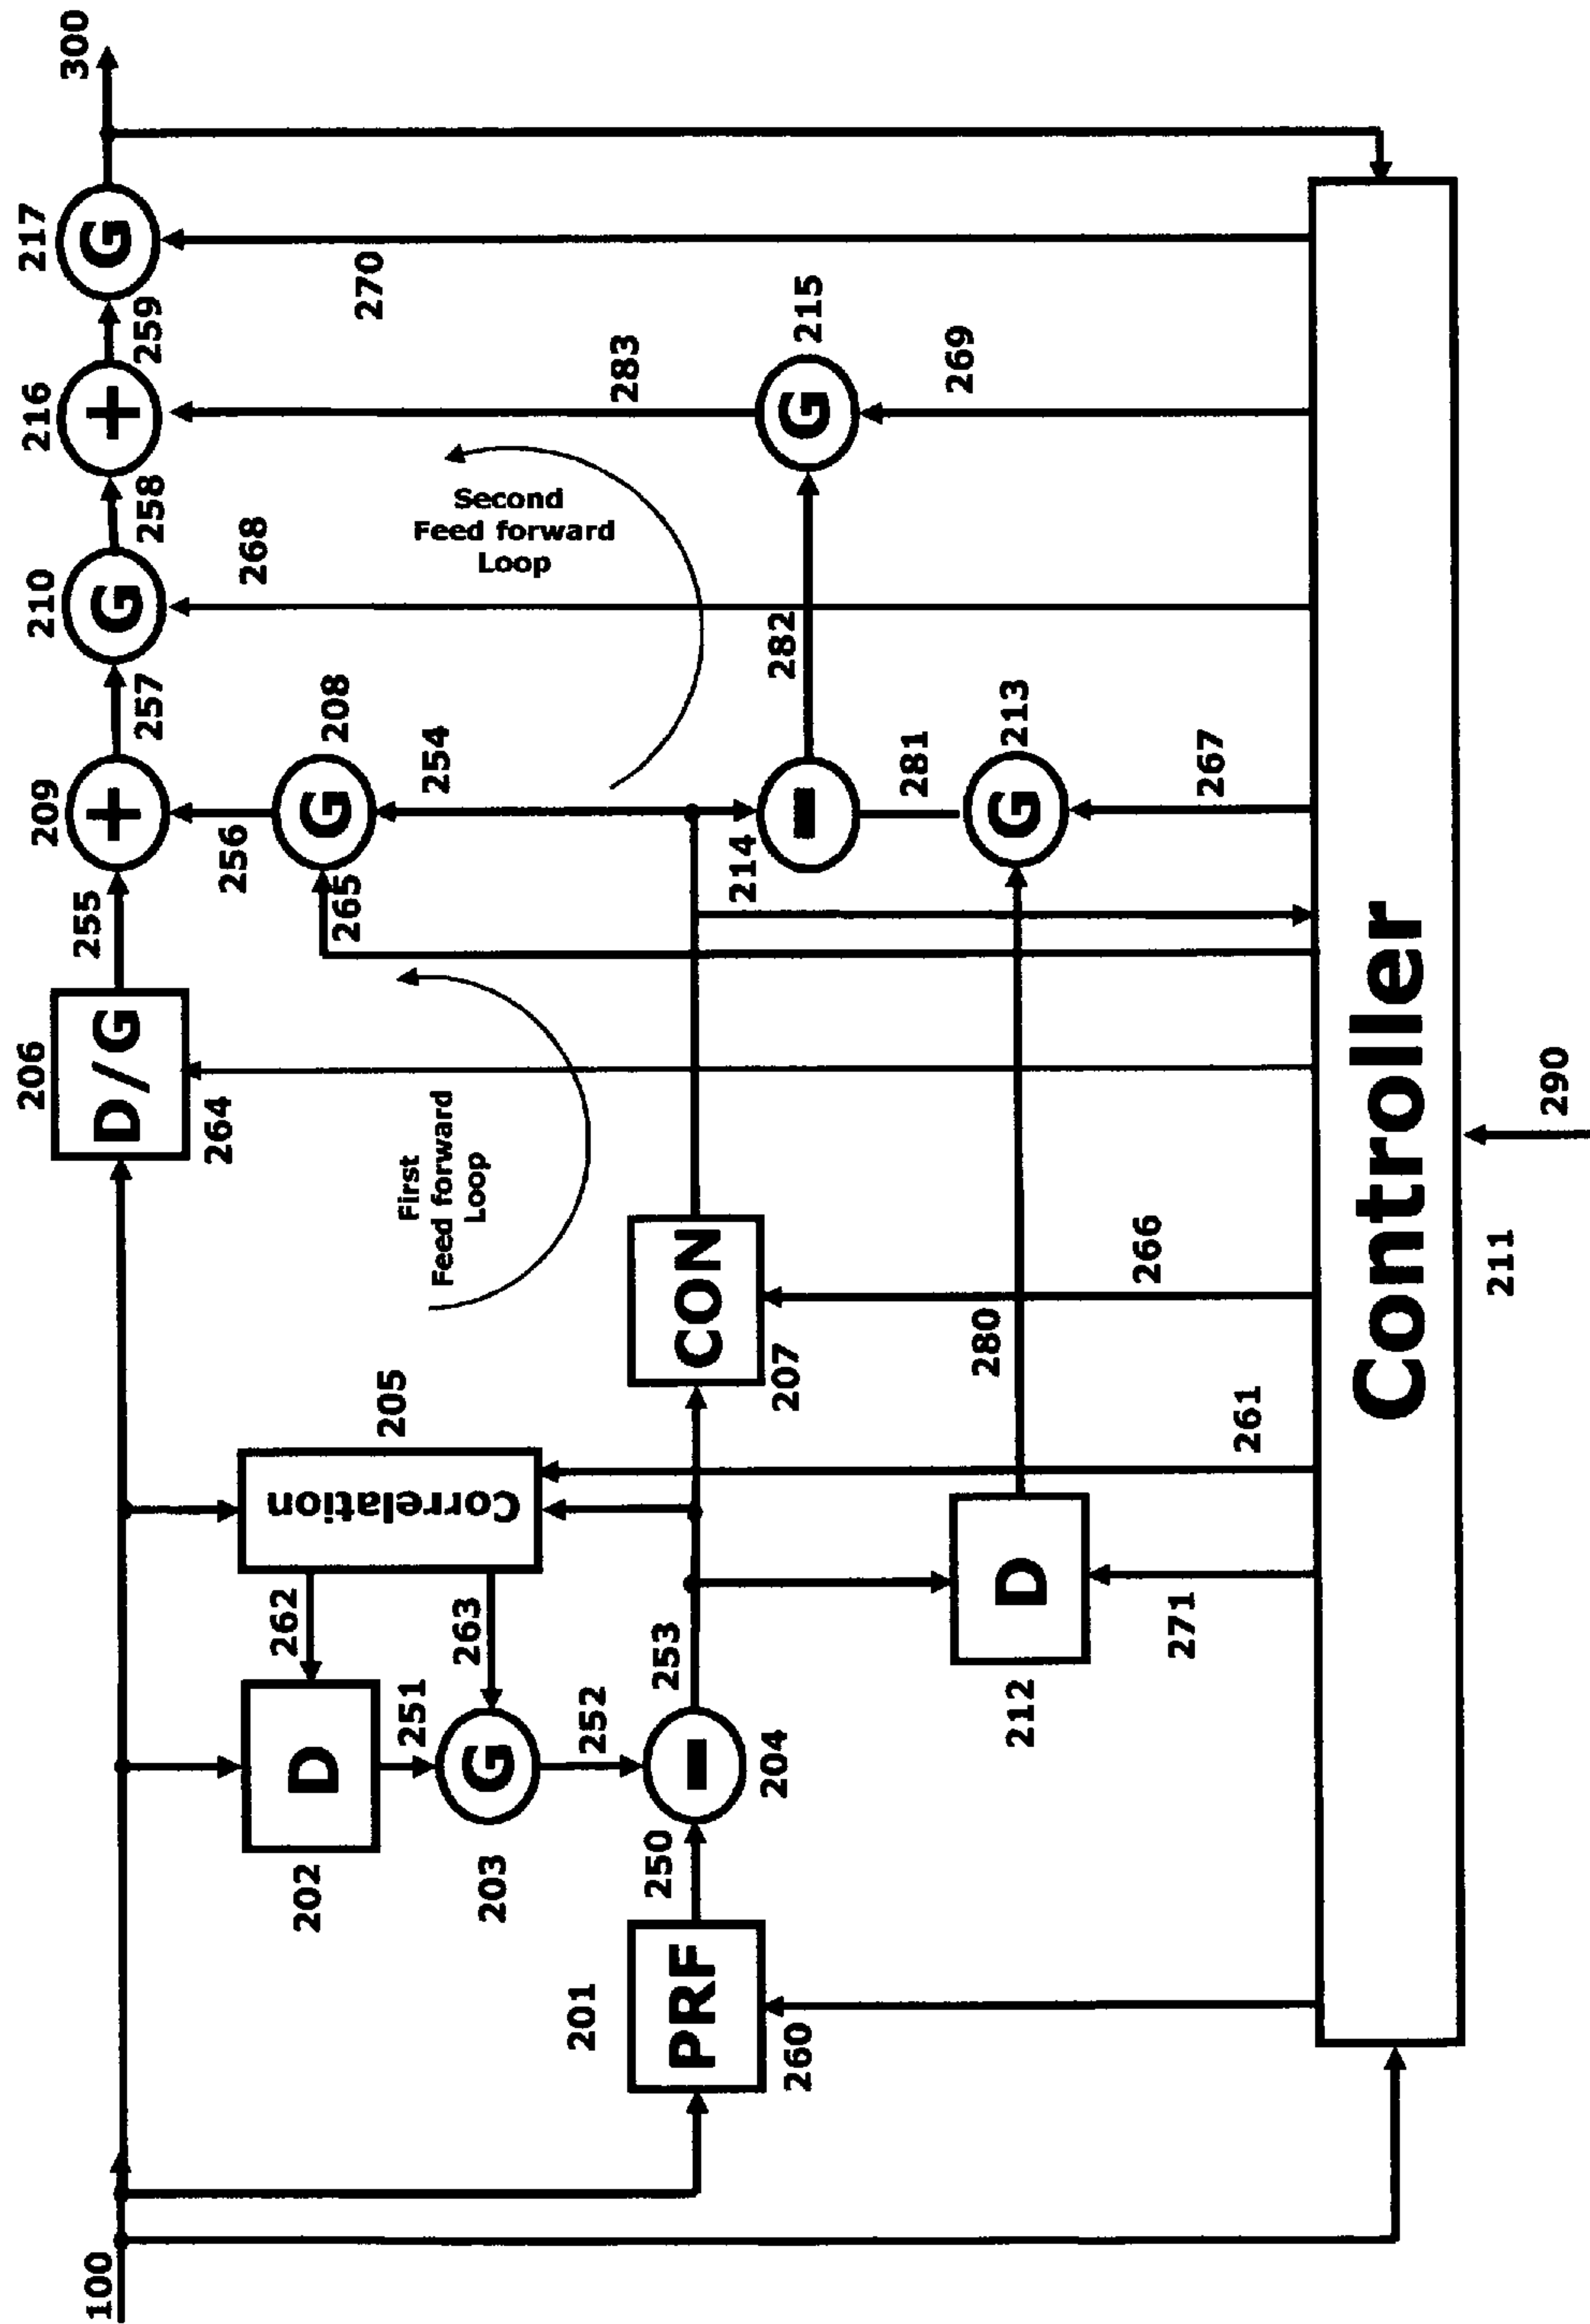 100
206
D/G
255
209
+
257
210
G
258
216
+
259
217
G
300
264
256
268
202
D
262
251
205
Correlation
208
G
265
270
First
Feed forward
Loop
254
Second
Feed forward
Loop
203
G
263
252
283
201
PRF
260
250
204
−
253
CON
207
214
−
282
215
G
281
269
212
D
271
280
213
G
267
266
261
Controller
211
290